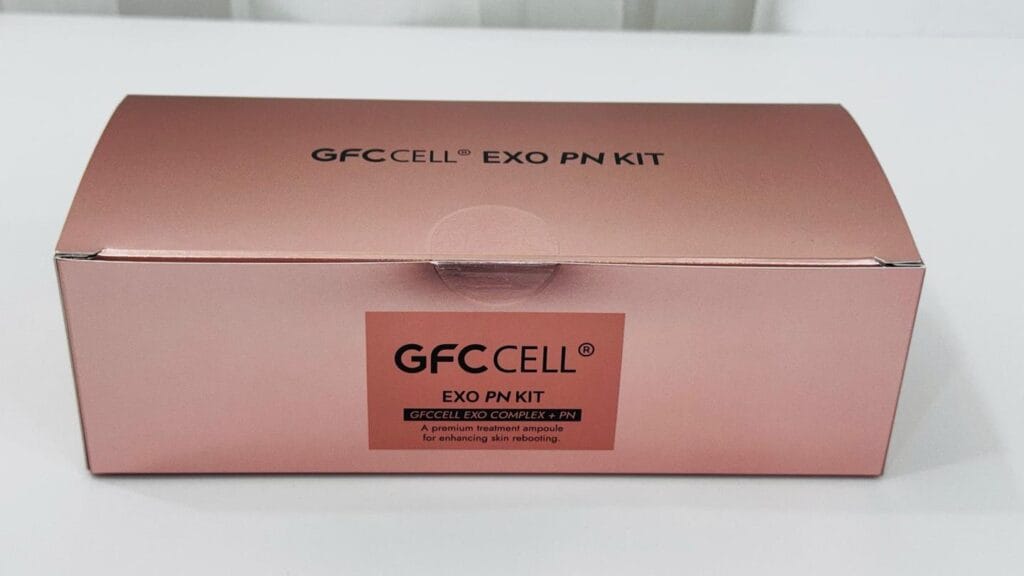 GFCCELL® EXO PN KIT
GFCCELL®
EXO PN KIT
GFCCELL EXO COMPLEX + PN
A premium treatment ampoule
for enhancing skin rebooting.